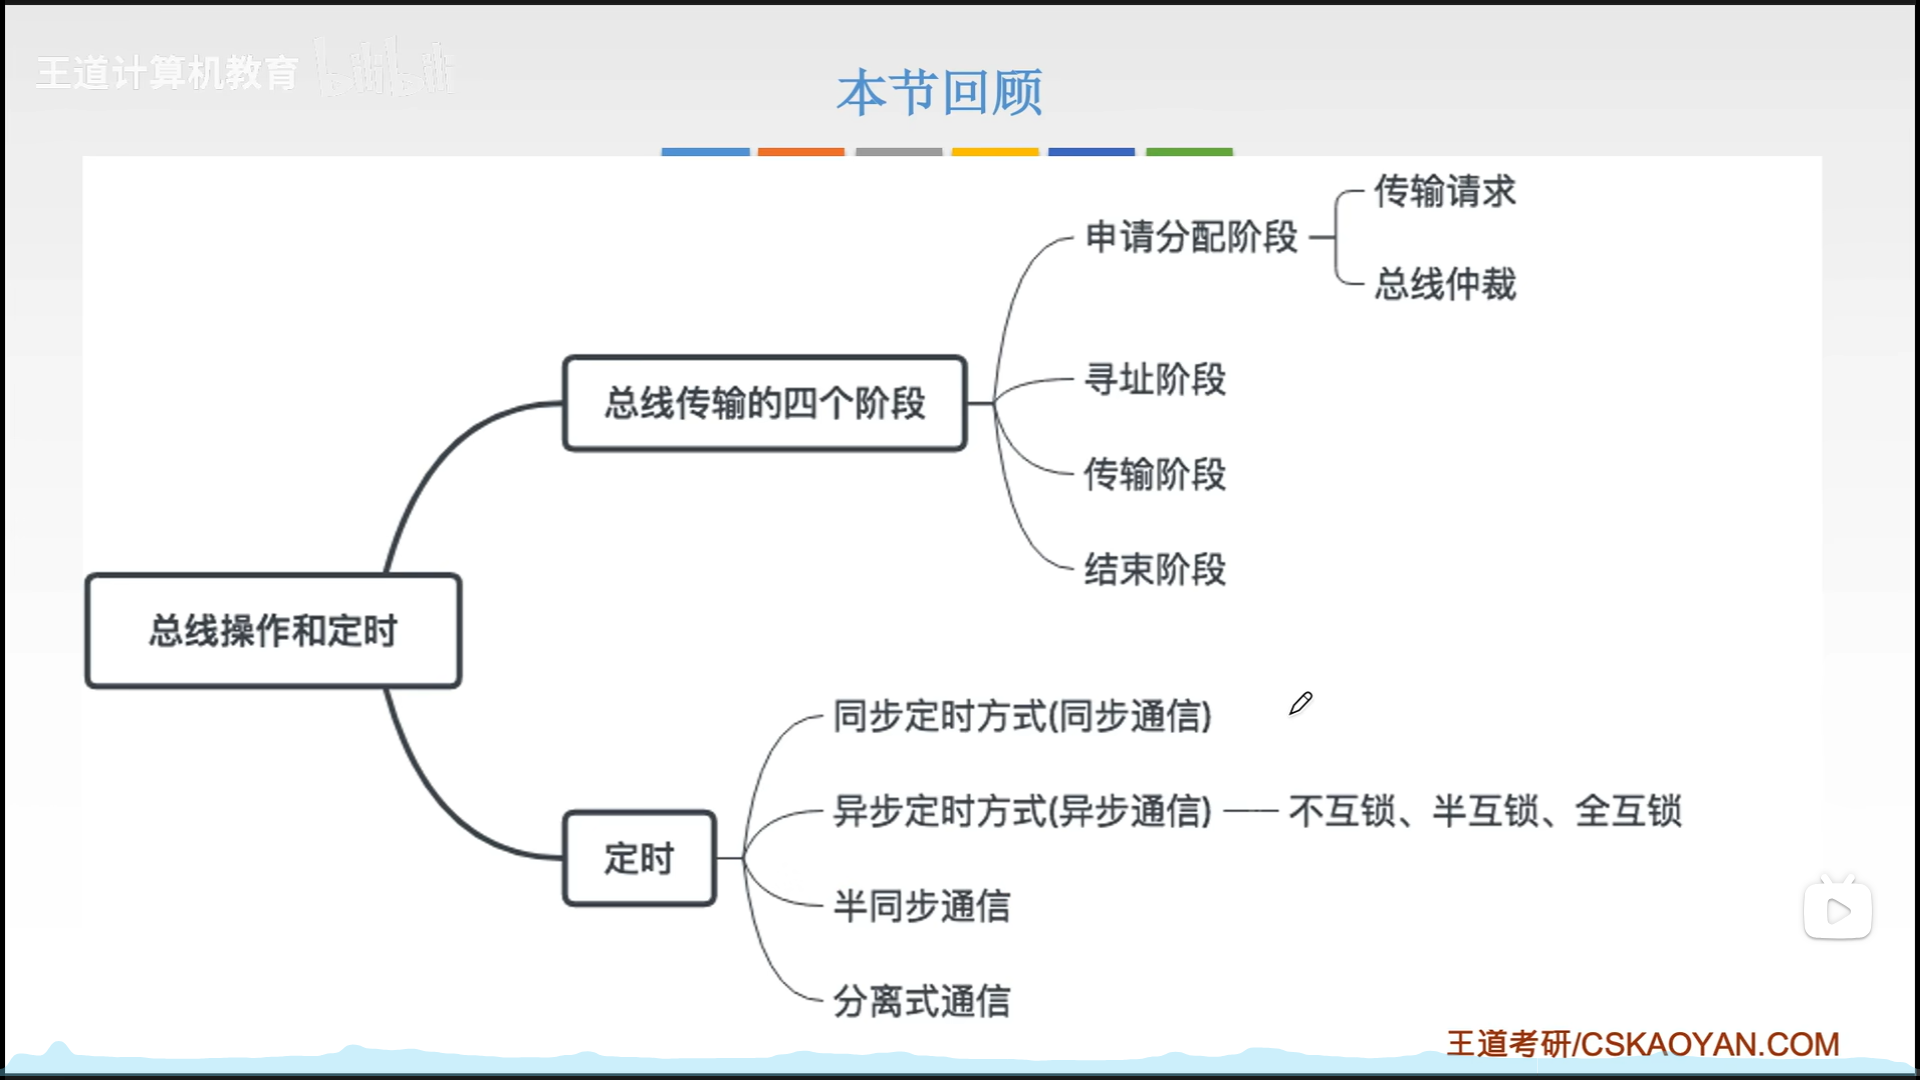 王道计算机教育 bilibili
本节回顾
传输请求
申请分配阶段
总线仲裁
寻址阶段
总线传输的四个阶段
传输阶段
结束阶段
总线操作和定时
同步定时方式(同步通信)
异步定时方式(异步通信) 不互锁、半互锁、全互锁
定时
半同步通信
分离式通信
王道考研/CSKAOYAN.COM